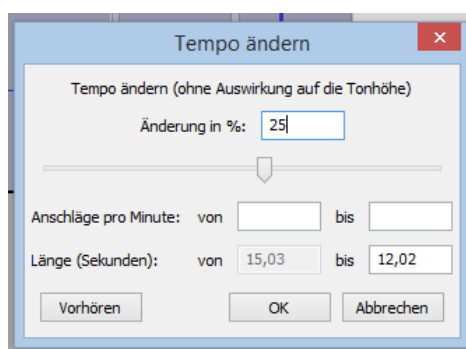 Tempo ändern
Tempo ändern (ohne Auswirkung auf die Tonhöhe)
Änderung in %: 25
Anschläge pro Minute: von bis
Länge (Sekunden): von 15,03 bis 12,02
Vorhören OK Abbrechen